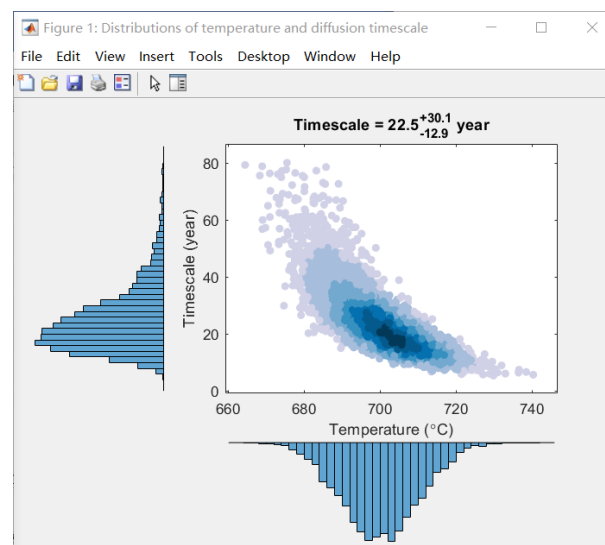 Figure 1: Distributions of temperature and diffusion timescale
File Edit View Insert Tools Desktop Window Help
Timescale = 22.5 +30.1 -12.9 year
80
60
40
20
0
Timescale (year)
660 680 700 720 740
Temperature (°C)